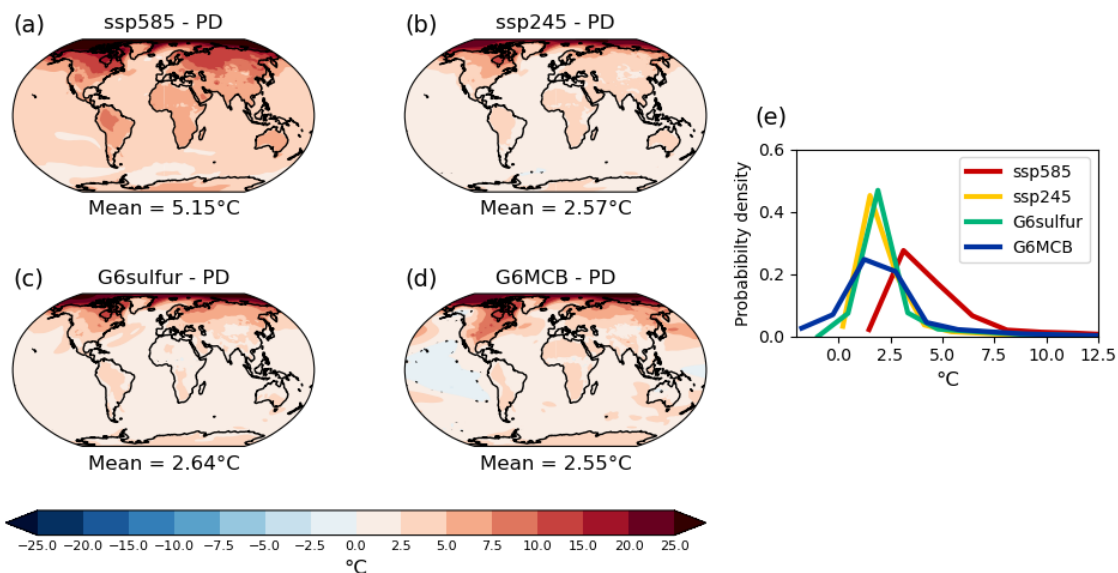 (a) ssp585 - PD
Mean = 5.15°C
(b) ssp245 - PD
Mean = 2.57°C
(c) G6sulfur - PD
Mean = 2.64°C
(d) G6MCB - PD
Mean = 2.55°C
−25.0 −20.0 −15.0 −10.0 −7.5 −5.0 −2.5 0.0 2.5 5.0 7.5 10.0 15.0 20.0 25.0
°C
(e)
Probabibilty density
0.6
0.4
0.2
0.0
ssp585
ssp245
G6sulfur
G6MCB
0.0 2.5 5.0 7.5 10.0 12.5
°C